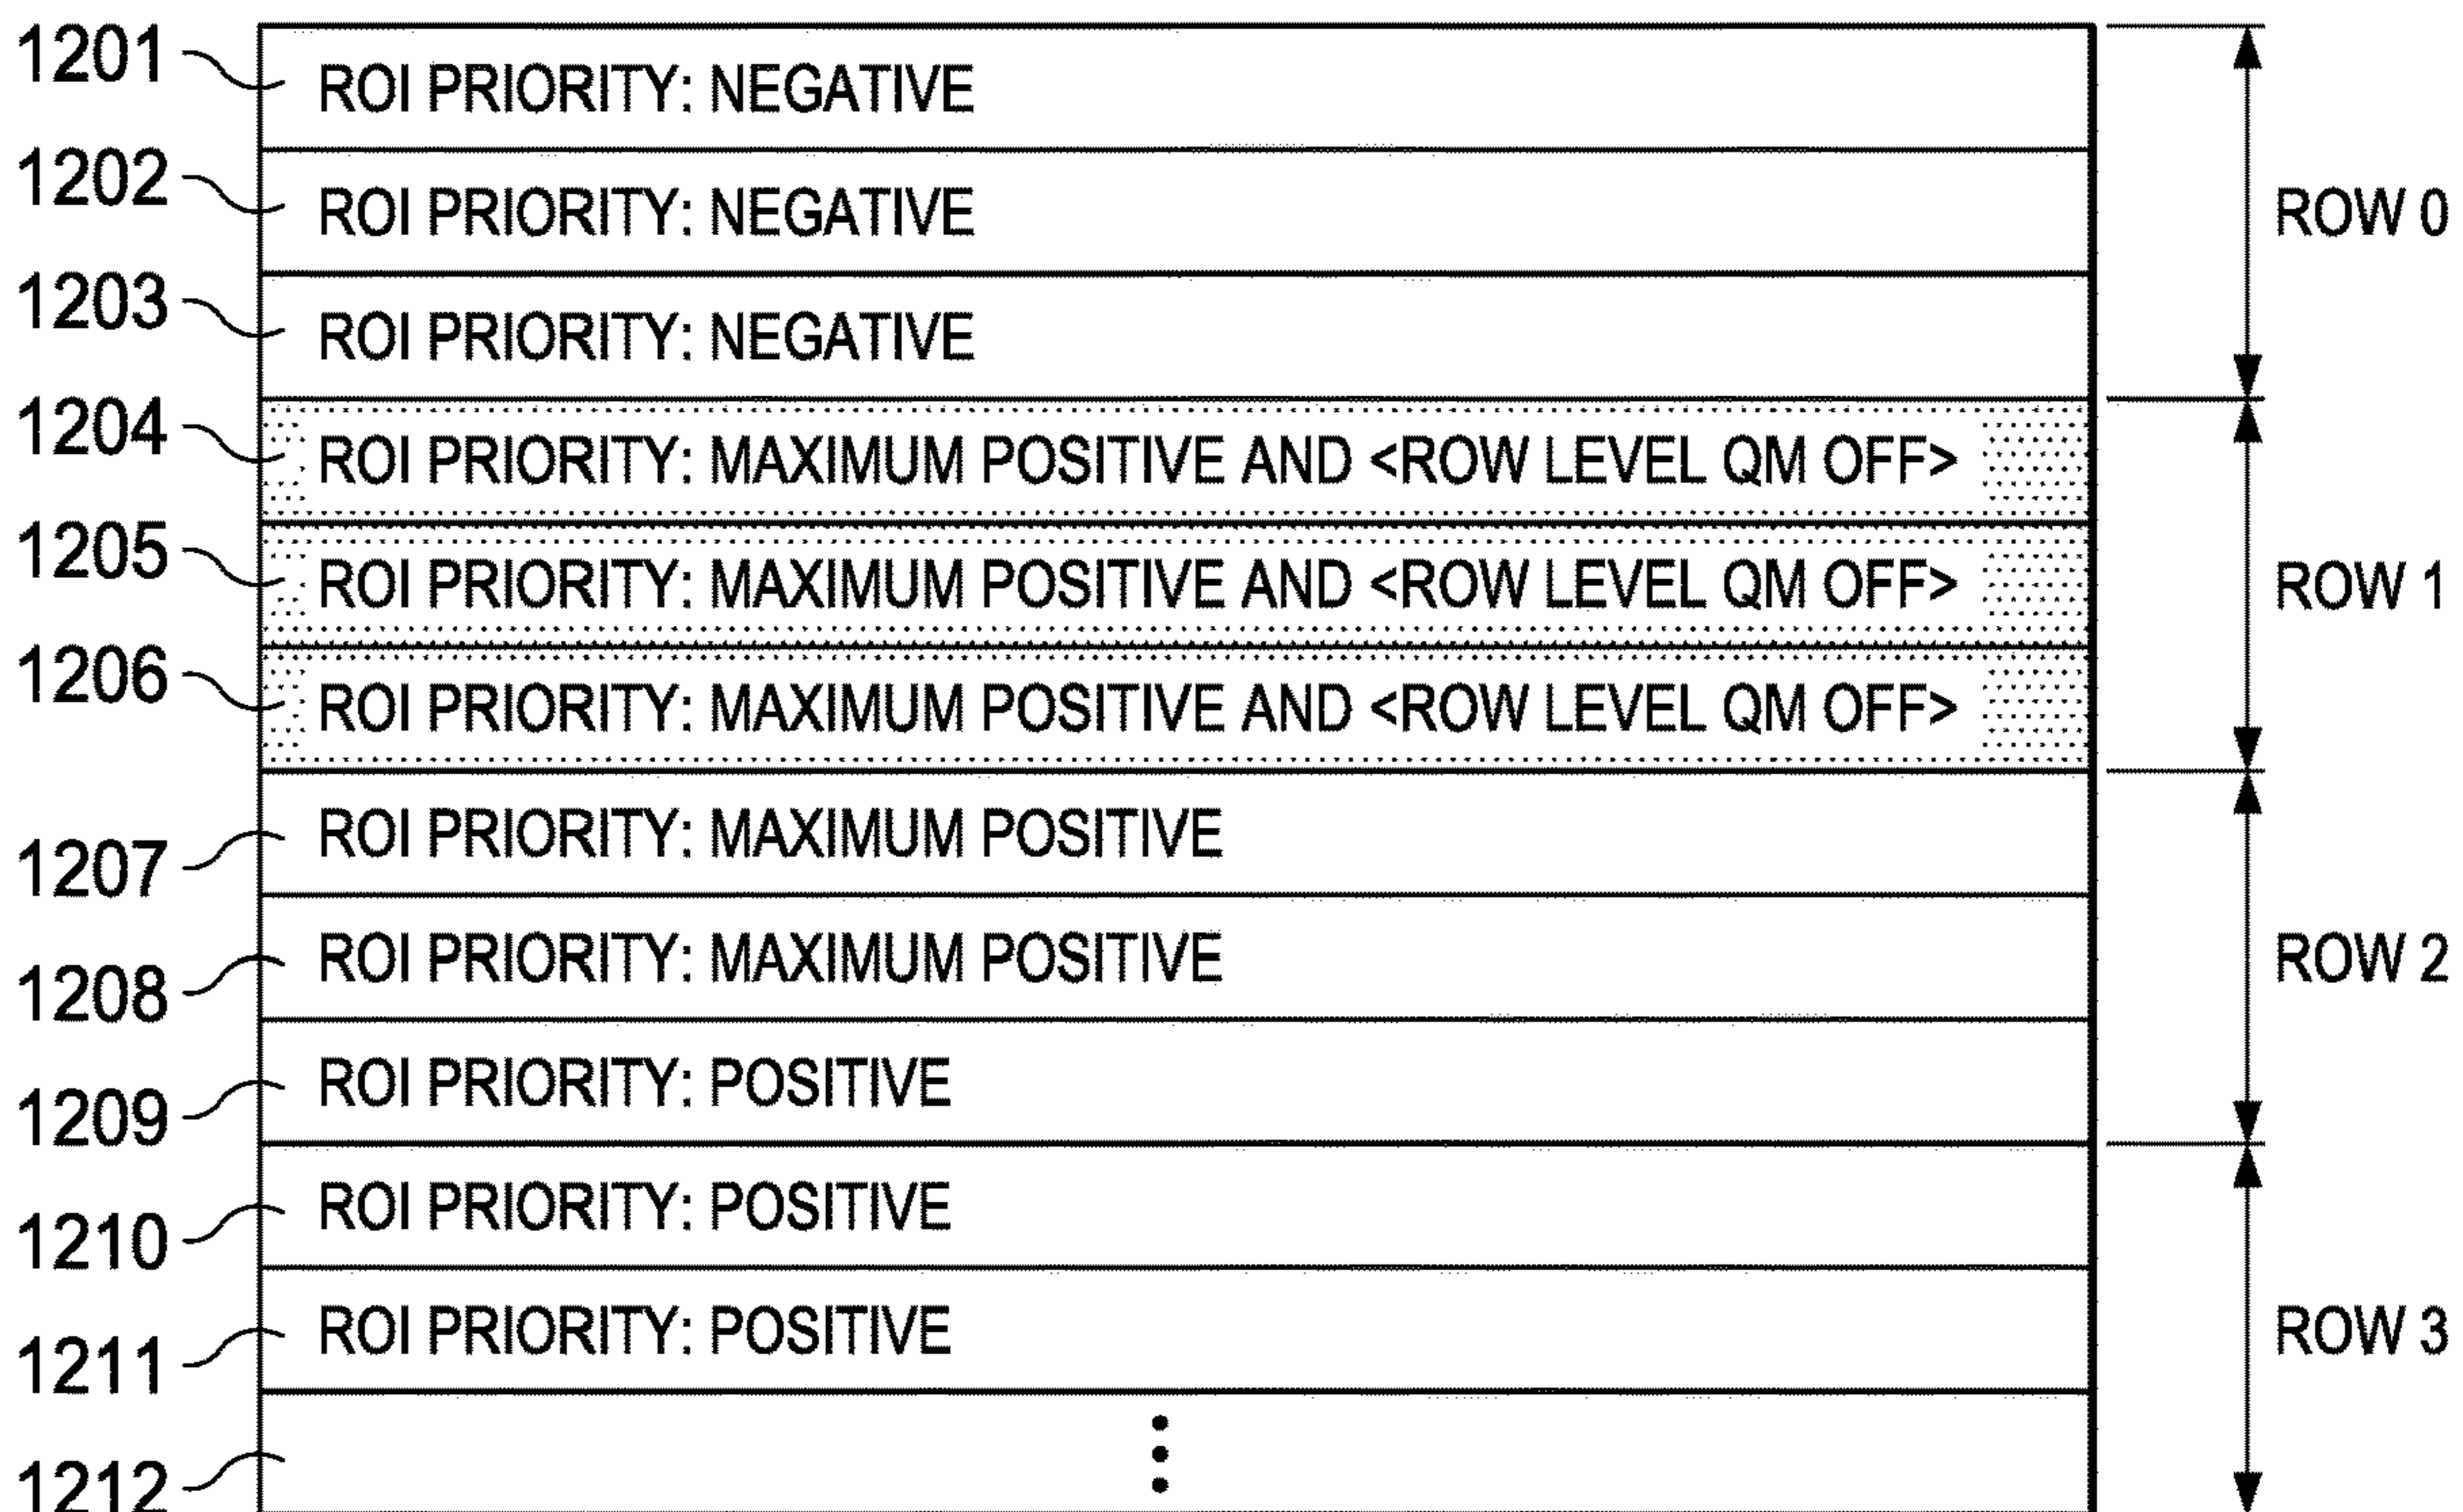 1201 ROI PRIORITY: NEGATIVE
1202 ROI PRIORITY: NEGATIVE ROW 0
1203 ROI PRIORITY: NEGATIVE
1204 ROI PRIORITY: MAXIMUM POSITIVE AND <ROW LEVEL QM OFF>
1205 ROI PRIORITY: MAXIMUM POSITIVE AND <ROW LEVEL QM OFF> ROW 1
1206 ROI PRIORITY: MAXIMUM POSITIVE AND <ROW LEVEL QM OFF>
1207 ROI PRIORITY: MAXIMUM POSITIVE
1208 ROI PRIORITY: MAXIMUM POSITIVE ROW 2
1209 ROI PRIORITY: POSITIVE
1210 ROI PRIORITY: POSITIVE
1211 ROI PRIORITY: POSITIVE ROW 3
1212